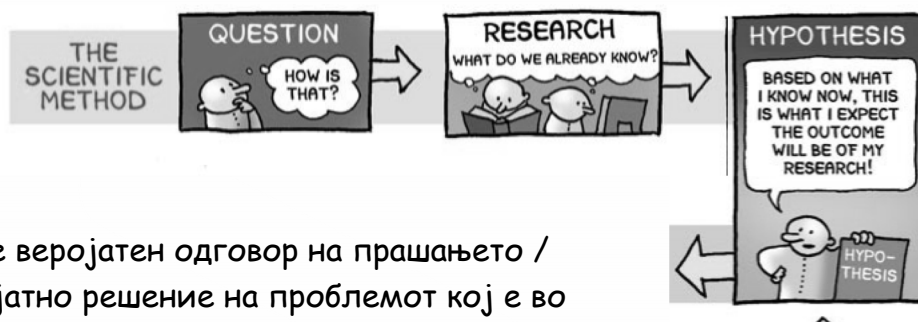 THE
SCIENTIFIC
METHOD
QUESTION
HOW IS
THAT?
RESEARCH
WHAT DO WE ALREADY KNOW?
HYPOTHESIS
BASED ON WHAT
I KNOW NOW, THIS
IS WHAT I EXPECT
THE OUTCOME
WILL BE OF MY
RESEARCH!
HYPO-
THESIS
е веројатен одговор на прашањето /
јатно решение на проблемот кој е во